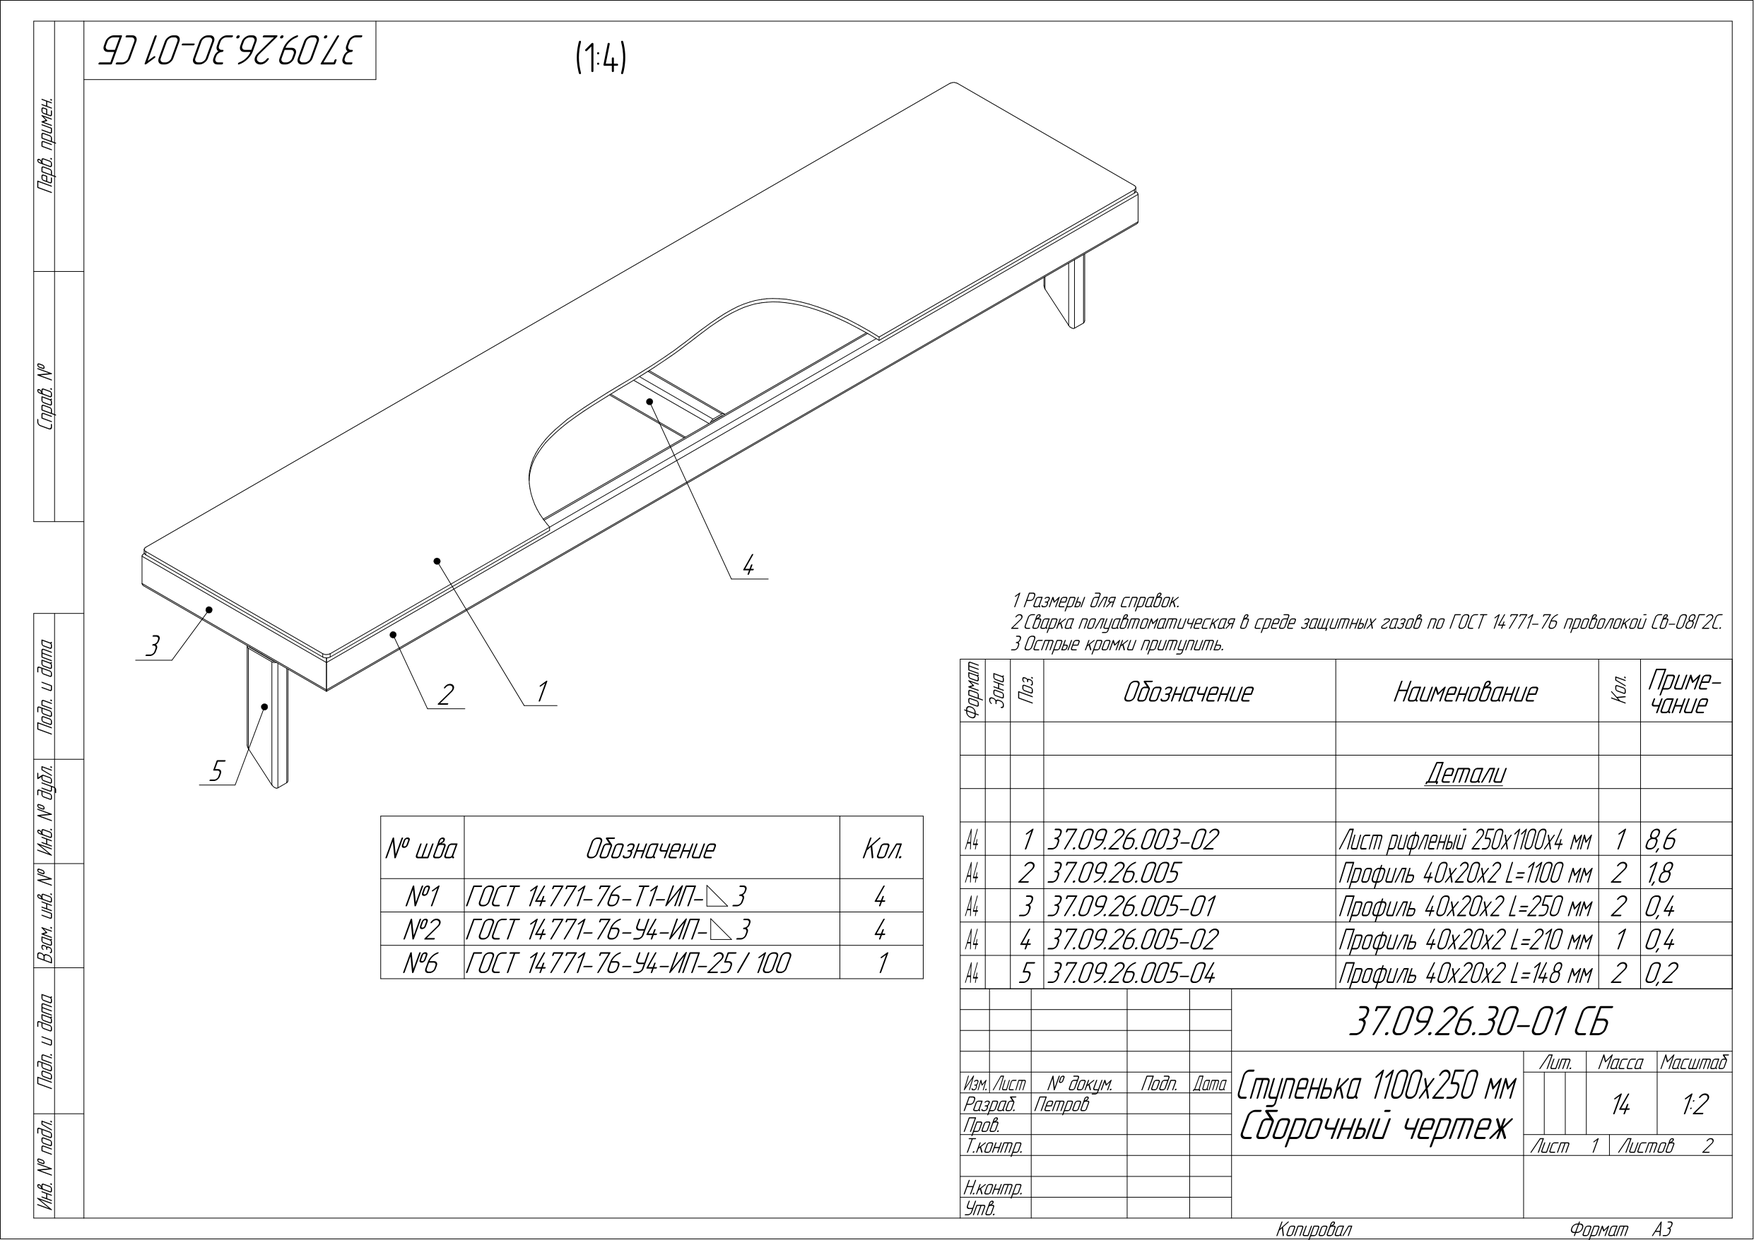 37.09.26.30-01 СБ
(1:4)
Перв. примен.
Справ. №
Подп. и дата
Инв. № дубл.
Взам. инв. №
Подп. и дата
Инв. № подл.
4
3
2
1
5
1 Размеры для справок.
2 Сварка полуавтоматическая в среде защитных газов по ГОСТ 14771-76 проволокой Св-08Г2С.
3 Острые кромки притупить.
№ шва Обозначение Кол.
№1 ГОСТ 14771-76-Т1-ИП-◺ 3 4
№2 ГОСТ 14771-76-У4-ИП-◺ 3 4
№6 ГОСТ 14771-76-У4-ИП-25 / 100 1
Формат Зона Поз. Обозначение Наименование Кол. Приме-
чание
Детали
А4 1 37.09.26.003-02 Лист рифленый 250х1100х4 мм 1 8,6
А4 2 37.09.26.005 Профиль 40х20х2 L=1100 мм 2 1,8
А4 3 37.09.26.005-01 Профиль 40х20х2 L=250 мм 2 0,4
А4 4 37.09.26.005-02 Профиль 40х20х2 L=210 мм 1 0,4
А4 5 37.09.26.005-04 Профиль 40х20х2 L=148 мм 2 0,2
37.09.26.30-01 СБ
Изм. Лист № докум. Подп. Дата
Разраб. Петров
Пров.
Т.контр.
Н.контр.
Утв.
Ступенька 1100х250 мм
Сборочный чертеж
Лит. Масса Масштаб
14 1:2
Лист 1 Листов 2
Копировал Формат А3